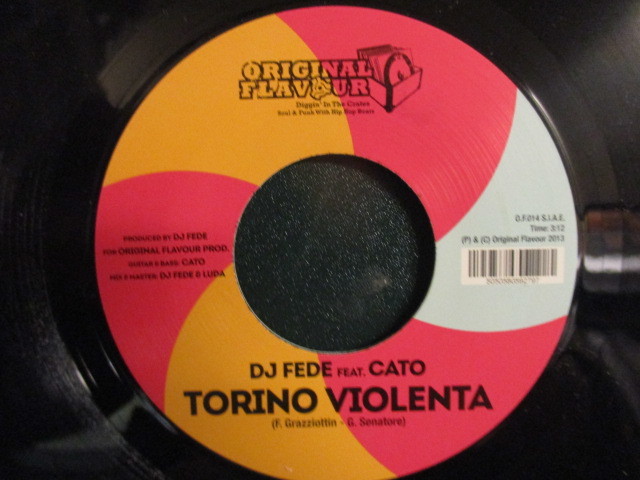 ORIGINAL
FLAVOUR
Diggin' In The Crates
Soul & Funk With Hip Hop Beats
PRODUCED BY DJ FEDE
FOR ORIGINAL FLAVOUR PROD.
GUITAR & BASS: CATO
MIX & MASTER: DJ FEDE & LUDA
O.F.014 S.I.A.E.
Time: 3:12
(P) & (C) Original Flavour 2013
DJ FEDE FEAT. CATO
TORINO VIOLENTA
(F. Grazziottin - G. Senatore)